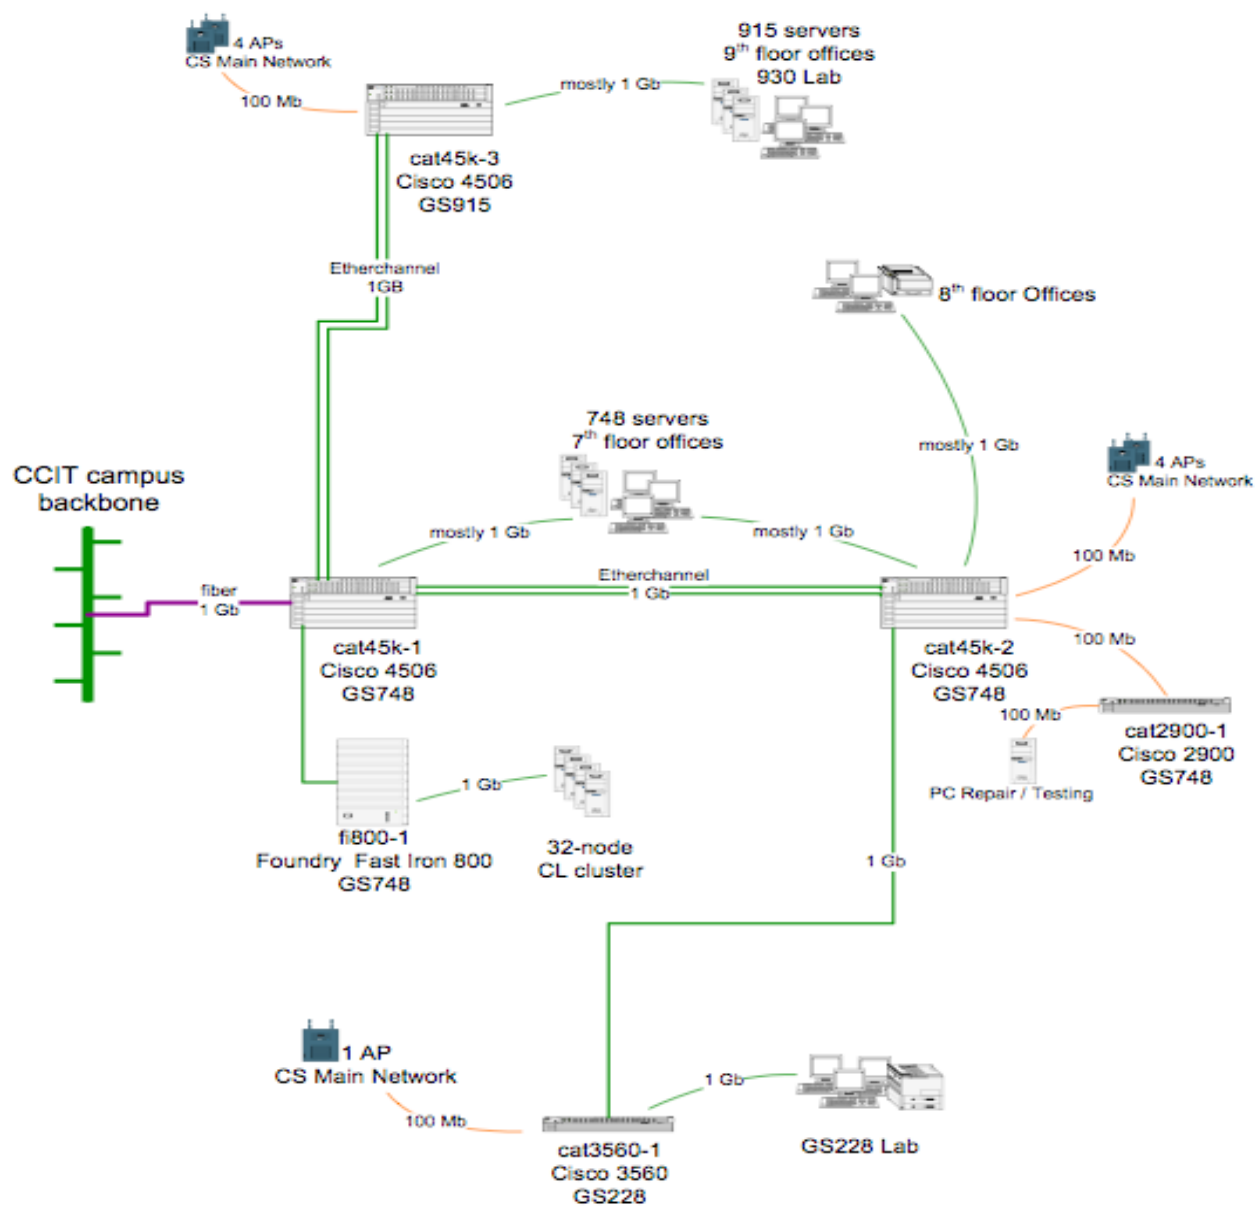 4 APs
CS Main Network
100 Mb
mostly 1 Gb
915 servers
9th floor offices
930 Lab
cat45k-3
Cisco 4506
GS915
Etherchannel
1GB
8th floor Offices
mostly 1 Gb
748 servers
7th floor offices
mostly 1 Gb
mostly 1 Gb
4 APs
CS Main Network
100 Mb
CCIT campus
backbone
fiber
1 Gb
Etherchannel
1 Gb
cat45k-1
Cisco 4506
GS748
cat45k-2
Cisco 4506
GS748
100 Mb
100 Mb
cat2900-1
Cisco 2900
GS748
PC Repair / Testing
1 Gb
fi800-1
Foundry Fast Iron 800
GS748
32-node
CL cluster
1 Gb
1 AP
CS Main Network
100 Mb
1 Gb
cat3560-1
Cisco 3560
GS228
GS228 Lab